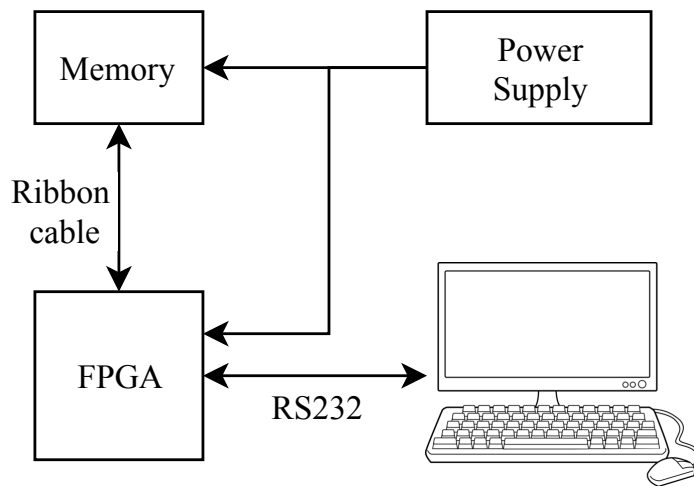 Memory
Power
Supply
Ribbon
cable
FPGA
RS232